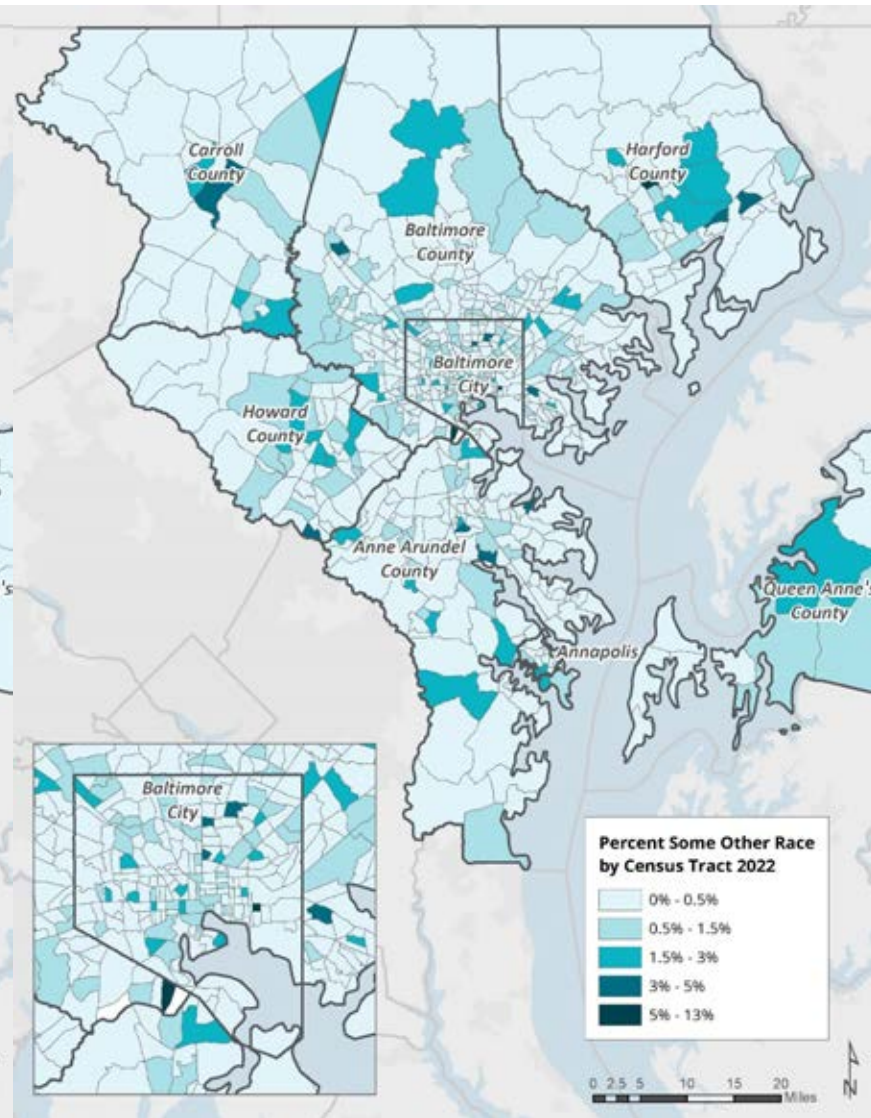 Carroll
County
Harford
County
Baltimore
County
Baltimore
City
Howard
County
Anne Arundel
County
's
Queen Anne's
County
Annapolis
Baltimore
City
Percent Some Other Race
by Census Tract 2022
0% - 0.5%
0.5% - 1.5%
1.5% - 3%
3% - 5%
5% - 13%
N
0 2.5 5 10 15 20
Miles